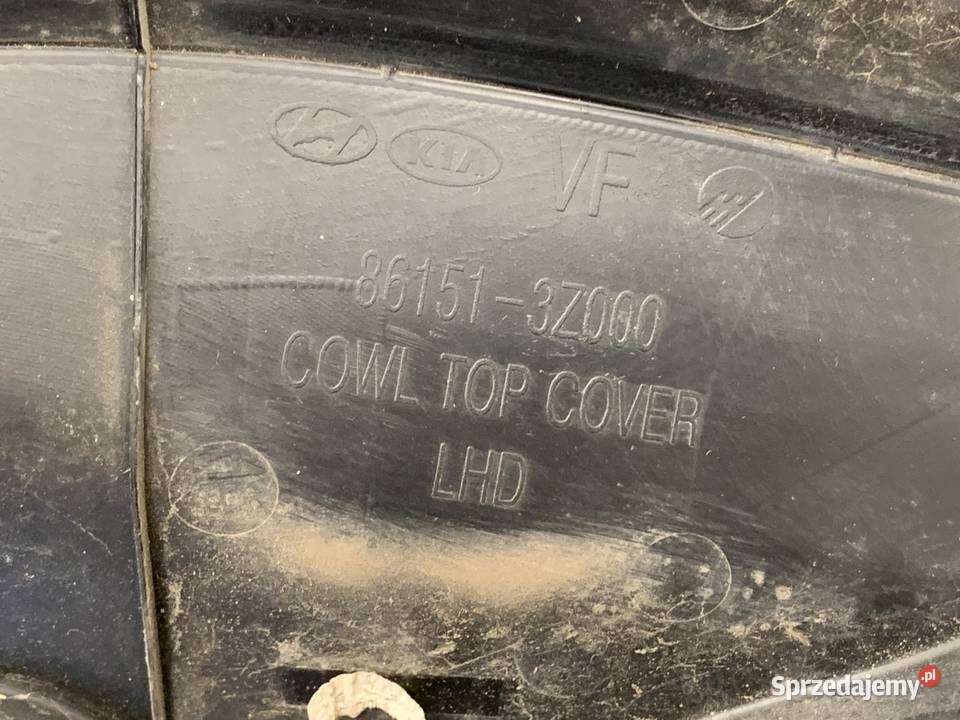 KIA VF
86151-3Z000
COWL TOP COVER
LHD
Sprzedajemy.pl